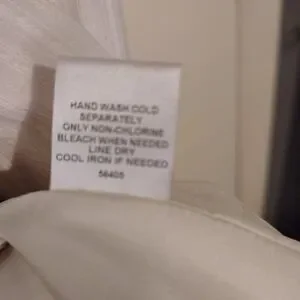 HAND WASH COLD
SEPARATELY
ONLY NON-CHLORINE
BLEACH WHEN NEEDED
LINE DRY
COOL IRON IF NEEDED
56405